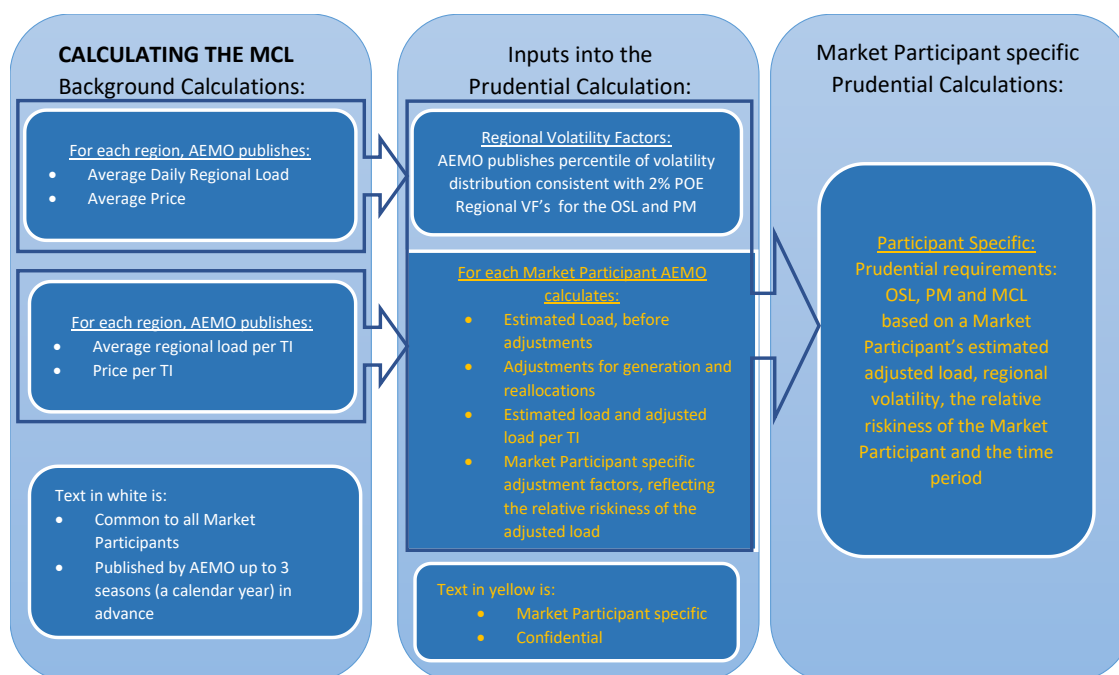 CALCULATING THE MCL
Background Calculations:
For each region, AEMO publishes:
• Average Daily Regional Load
• Average Price
For each region, AEMO publishes:
• Average regional load per TI
• Price per TI
Text in white is:
• Common to all Market
Participants
• Published by AEMO up to 3
seasons (a calendar year) in
advance
Inputs into the
Prudential Calculation:
Regional Volatility Factors:
AEMO publishes percentile of volatility
distribution consistent with 2% POE
Regional VF's for the OSL and PM
For each Market Participant AEMO
calculates:
• Estimated Load, before
adjustments
• Adjustments for generation and
reallocations
• Estimated load and adjusted
load per TI
• Market Participant specific
adjustment factors, reflecting
the relative riskiness of the
adjusted load
Text in yellow is:
• Market Participant specific
• Confidential
Market Participant specific
Prudential Calculations:
Participant Specific:
Prudential requirements:
OSL, PM and MCL
based on a Market
Participant's estimated
adjusted load, regional
volatility, the relative
riskiness of the Market
Participant and the time
period